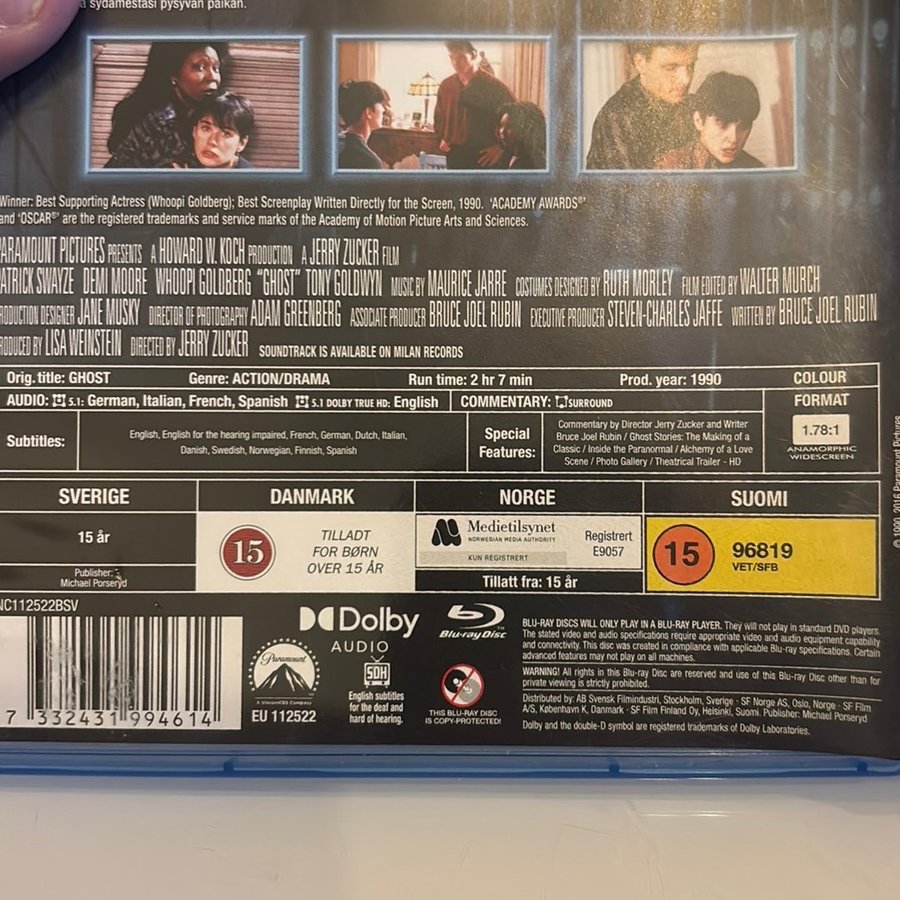 a sydämestäsi pysyvän paikan.
Winner: Best Supporting Actress (Whoopi Goldberg); Best Screenplay Written Directly for the Screen, 1990. 'ACADEMY AWARDS®'
and 'OSCAR®' are the registered trademarks and service marks of the Academy of Motion Picture Arts and Sciences.
PARAMOUNT PICTURES PRESENTS A HOWARD W. KOCH PRODUCTION A JERRY ZUCKER FILM
PATRICK SWAYZE DEMI MOORE WHOOPI GOLDBERG "GHOST" TONY GOLDWYN MUSIC BY MAURICE JARRE COSTUMES DESIGNED BY RUTH MORLEY FILM EDITED BY WALTER MURCH
PRODUCTION DESIGNER JANE MUSKY DIRECTOR OF PHOTOGRAPHY ADAM GREENBERG ASSOCIATE PRODUCER BRUCE JOEL RUBIN EXECUTIVE PRODUCER STEVEN-CHARLES JAFFE WRITTEN BY BRUCE JOEL RUBIN
PRODUCED BY LISA WEINSTEIN DIRECTED BY JERRY ZUCKER SOUNDTRACK IS AVAILABLE ON MILAN RECORDS
Orig. title: GHOST Genre: ACTION/DRAMA Run time: 2 hr 7 min Prod. year: 1990 COLOUR
AUDIO: 5.1: German, Italian, French, Spanish 5.1 DOLBY TRUE HD: English COMMENTARY: SURROUND
FORMAT
1.78:1
ANAMORPHIC
WIDESCREEN
Subtitles:
English, English for the hearing impaired, French, German, Dutch, Italian,
Danish, Swedish, Norwegian, Finnish, Spanish
Special
Features:
Commentary by Director Jerry Zucker and Writer
Bruce Joel Rubin / Ghost Stories: The Making of a
Classic / Inside the Paranormal / Alchemy of a Love
Scene / Photo Gallery / Theatrical Trailer - HD
SVERIGE
15 år
Publisher:
Michael Porseryd
DANMARK
15
TILLADT
FOR BØRN
OVER 15 ÅR
NORGE
Medietilsynet
NORWEGIAN MEDIA AUTHORITY
KUN REGISTRERT
Registrert
E9057
Tillatt fra: 15 år
SUOMI
15
96819
VET/SFB
© 1990, 2016 Paramount Pictures
NC112522BSV
7 332431 994614
Paramount
A ViacomCBS Company
EU 112522
Dolby
AUDIO
SDH
English subtitles
for the deaf and
hard of hearing.
Blu-ray Disc™
THIS BLU-RAY DISC
IS COPY-PROTECTED!
BLU-RAY DISCS WILL ONLY PLAY IN A BLU-RAY PLAYER. They will not play in standard DVD players.
The stated video and audio specifications require appropriate video and audio equipment capability
and connectivity. This disc was created in compliance with applicable Blu-ray specifications. Certain
advanced features may not play on all machines.
WARNING! All rights in this Blu-ray Disc are reserved and use of this Blu-ray Disc other than for
private viewing is strictly prohibited.
Distributed by: AB Svensk Filmindustri, Stockholm, Sverige · SF Norge AS, Oslo, Norge · SF Film
A/S, København K, Danmark · SF Film Finland Oy, Helsinki, Suomi. Publisher: Michael Porseryd
Dolby and the double-D symbol are registered trademarks of Dolby Laboratories.